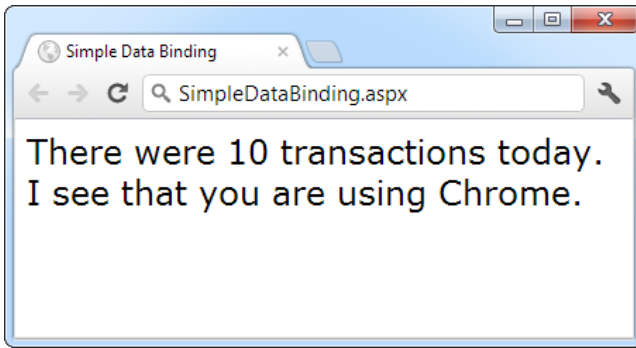 Simple Data Binding
SimpleDataBinding.aspx
There were 10 transactions today.
I see that you are using Chrome.